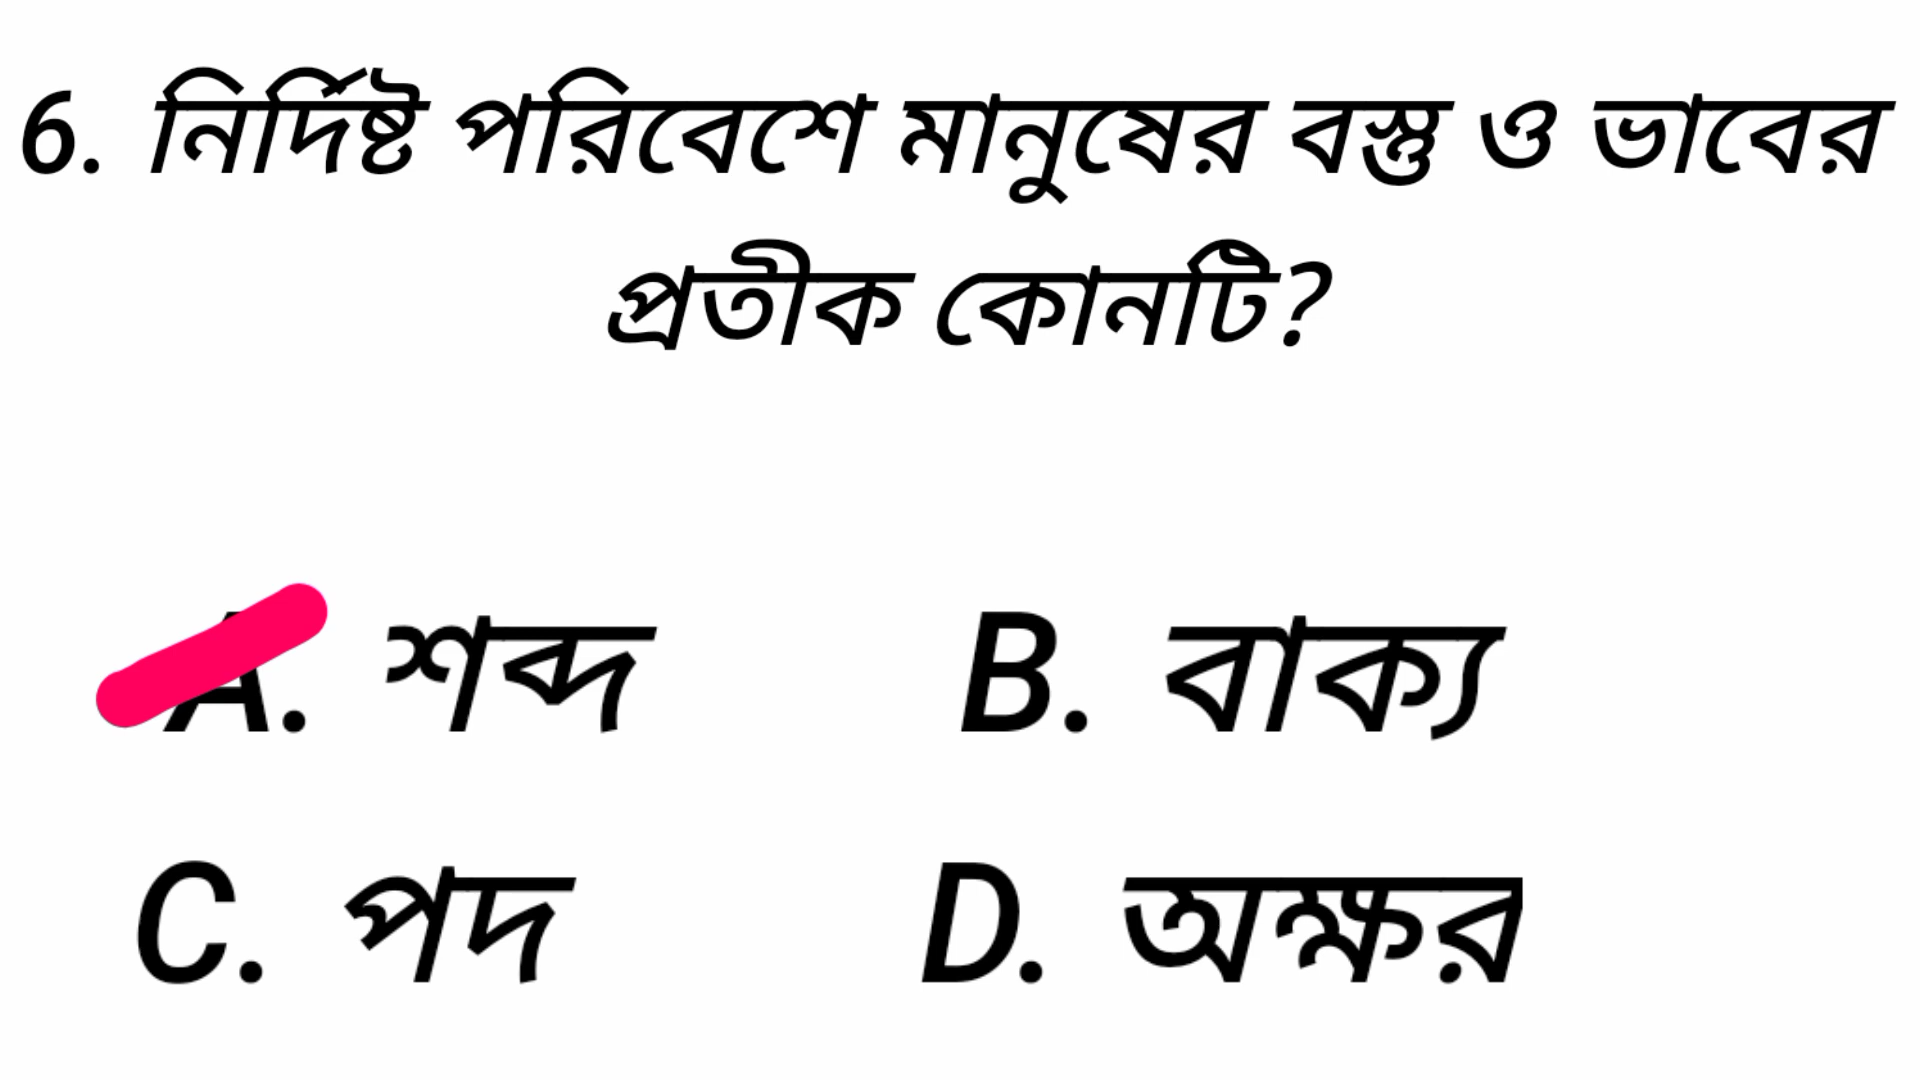 6. নির্দিষ্ট পরিবেশে মানুষের বস্তু ও ভাবের
প্রতীক কোনটি?
A. শব্দ B. বাক্য
C. পদ D. অক্ষর